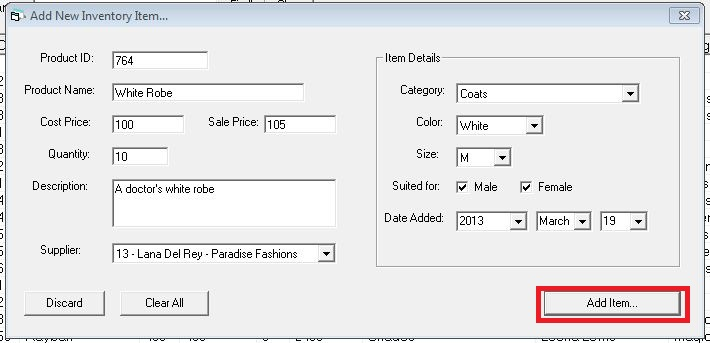 Add New Inventory Item...
Product ID: 764
Product Name: White Robe
Cost Price: 100 Sale Price: 105
Quantity: 10
Description: A doctor's white robe
Supplier: 13 - Lana Del Rey - Paradise Fashions
Item Details
Category: Coats
Color: White
Size: M
Suited for: Male Female
Date Added: 2013 March 19
Discard Clear All Add Item...